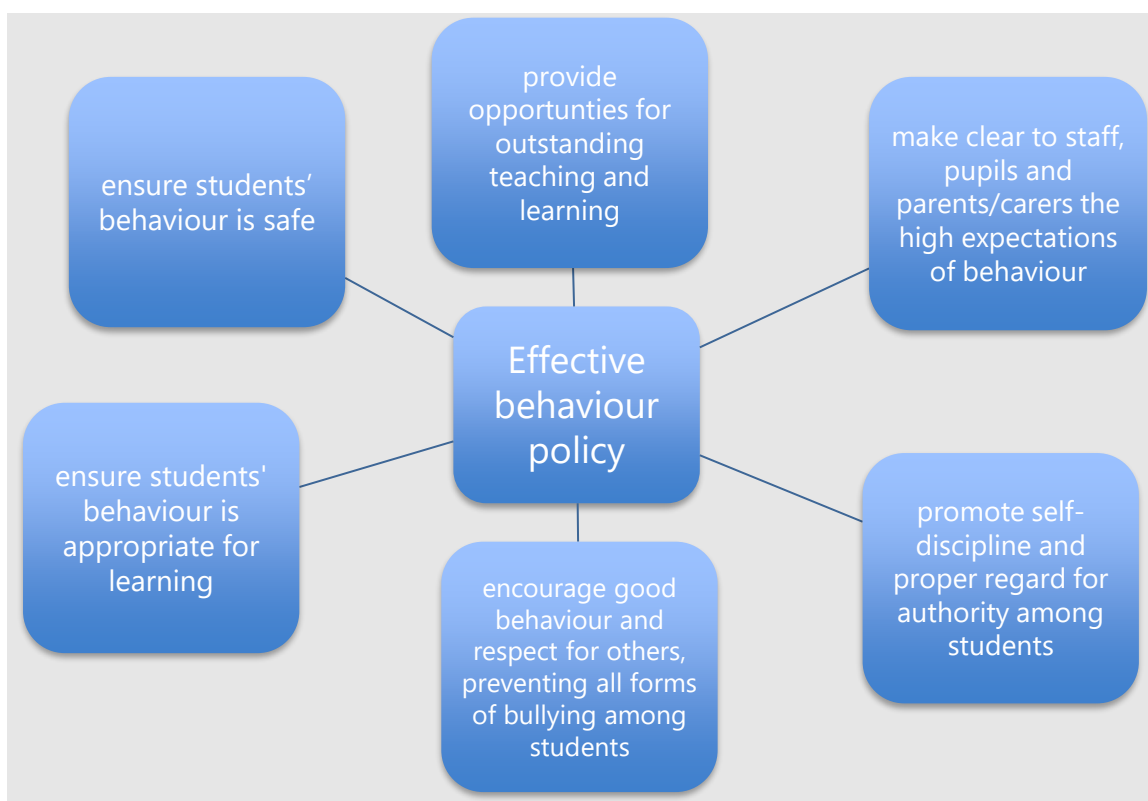 provide
opportunties for
outstanding
teaching and
learning
make clear to staff,
pupils and
parents/carers the
high expectations
of behaviour
ensure students’
behaviour is safe
Effective
behaviour
policy
ensure students'
behaviour is
appropriate for
learning
promote self-
discipline and
proper regard for
authority among
students
encourage good
behaviour and
respect for others,
preventing all forms
of bullying among
students